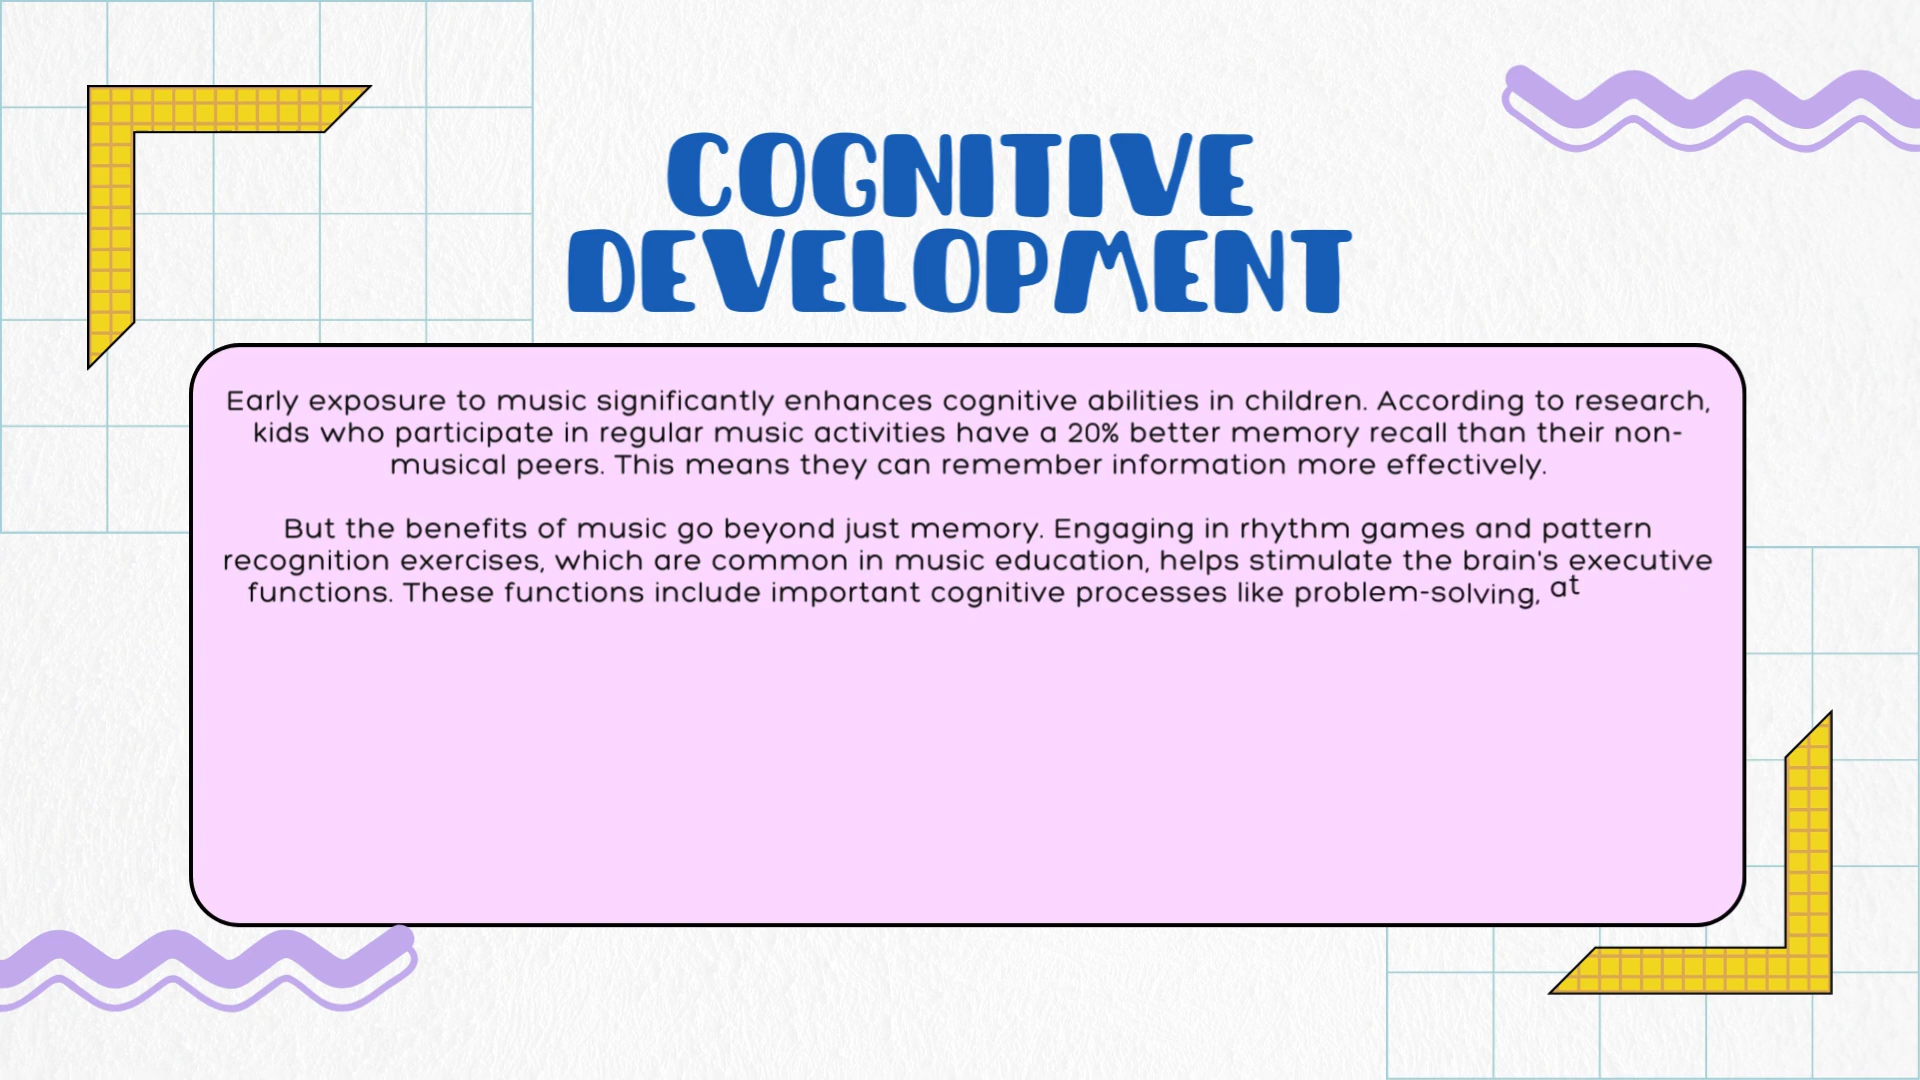 COGNITIVE
DEVELOPMENT
Early exposure to music significantly enhances cognitive abilities in children. According to research,
kids who participate in regular music activities have a 20% better memory recall than their non-
musical peers. This means they can remember information more effectively.
But the benefits of music go beyond just memory. Engaging in rhythm games and pattern
recognition exercises, which are common in music education, helps stimulate the brain's executive
functions. These functions include important cognitive processes like problem-solving, at